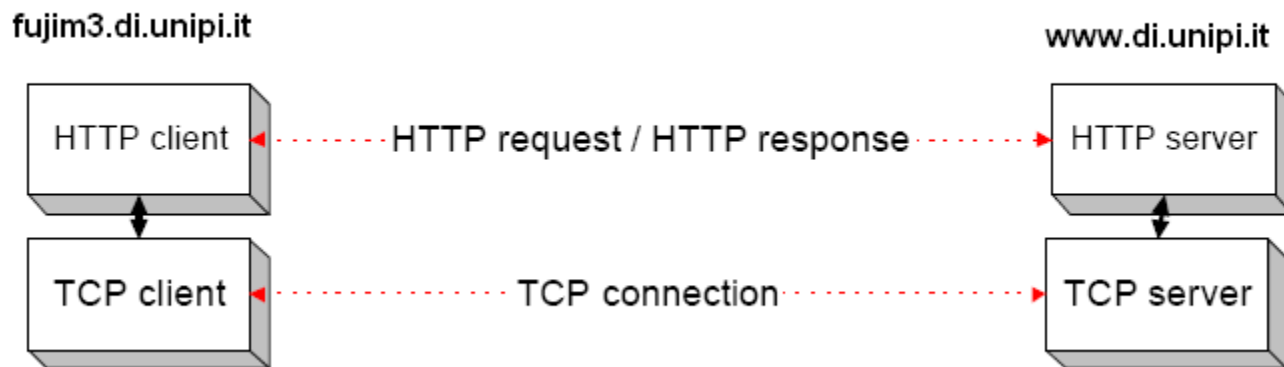 fujim3.di.unipi.it
www.di.unipi.it
HTTP client
HTTP request / HTTP response
HTTP server
TCP client
TCP connection
TCP server